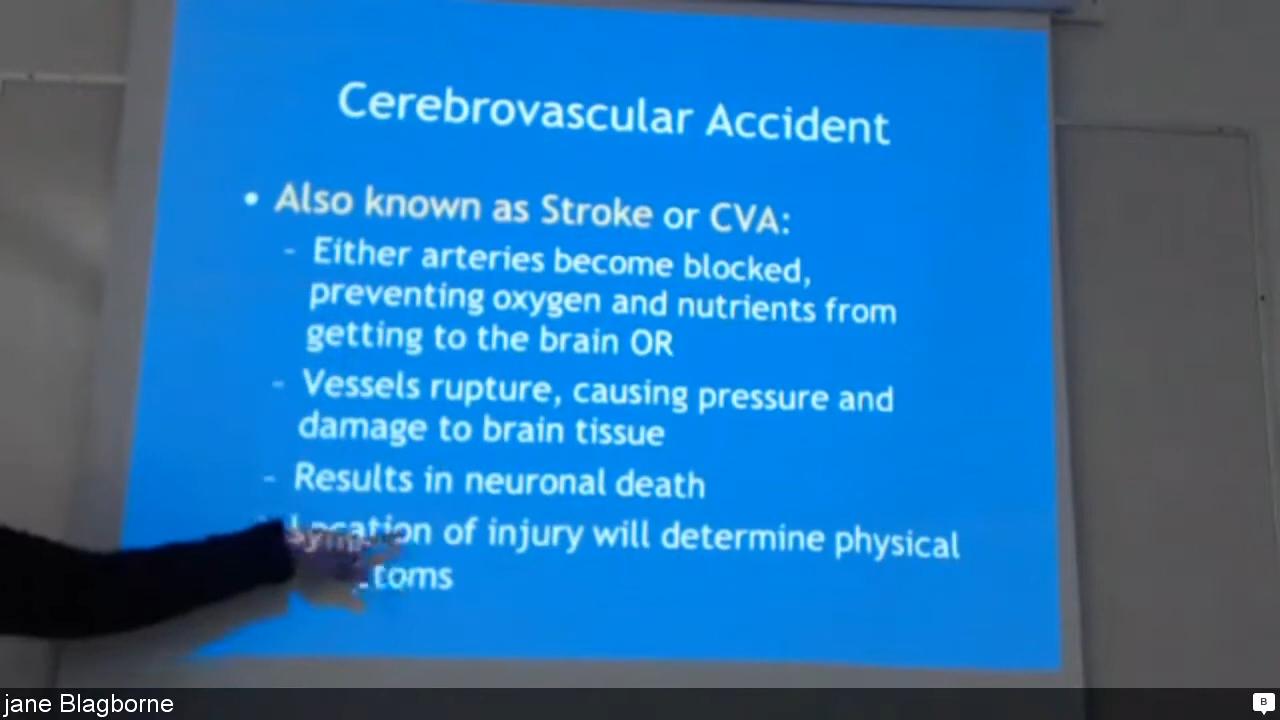 Cerebrovascular Accident
• Also known as Stroke or CVA:
- Either arteries become blocked,
preventing oxygen and nutrients from
getting to the brain OR
- Vessels rupture, causing pressure and
damage to brain tissue
- Results in neuronal death
Location of injury will determine physical
symptoms
jane Blagborne
B